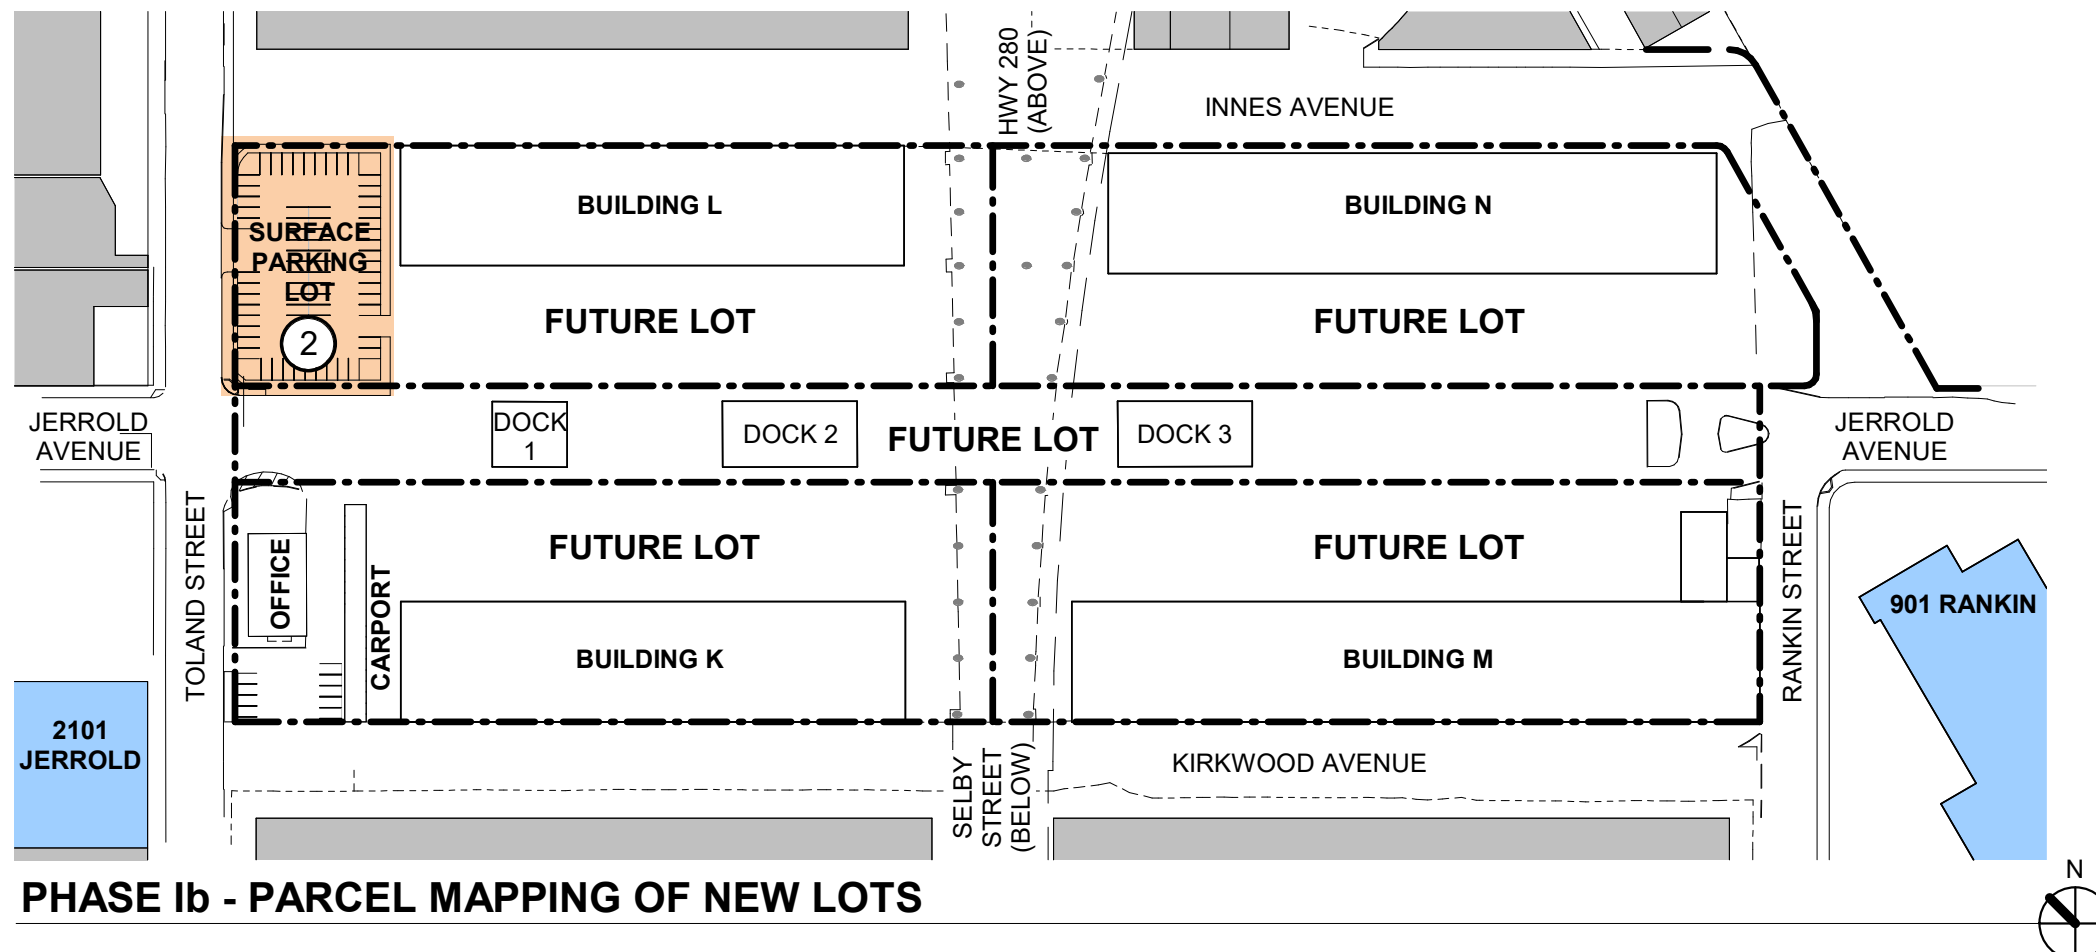 HWY 280
(ABOVE)
INNES AVENUE
BUILDING L
BUILDING N
SURFACE
PARKING
LOT
2
FUTURE LOT
FUTURE LOT
JERROLD
AVENUE
DOCK
1
DOCK 2
FUTURE LOT
DOCK 3
JERROLD
AVENUE
TOLAND STREET
OFFICE
CARPORT
FUTURE LOT
FUTURE LOT
RANKIN STREET
901 RANKIN
BUILDING K
BUILDING M
2101
JERROLD
SELBY
STREET
(BELOW)
KIRKWOOD AVENUE
PHASE Ib - PARCEL MAPPING OF NEW LOTS
N